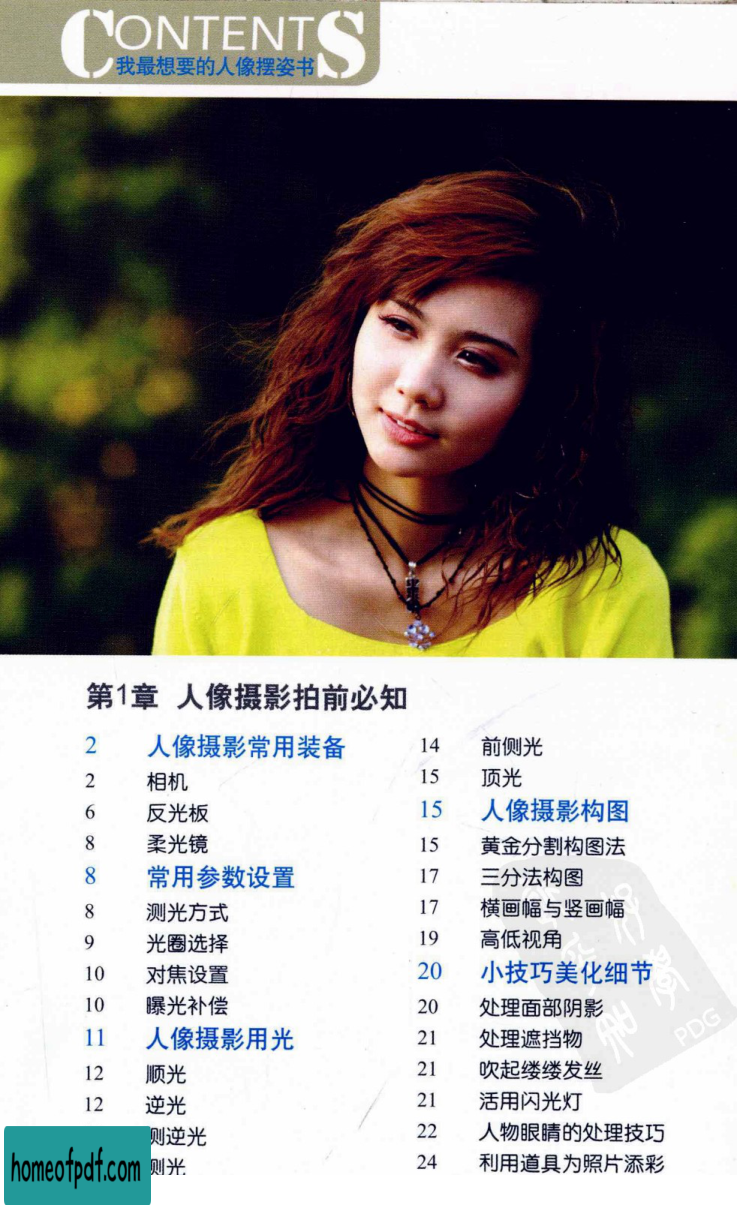 CONTENTS
我最想要的人像摆姿书
第1章 人像摄影拍前必知
2 人像摄影常用装备
2 相机
6 反光板
8 柔光镜
8 常用参数设置
8 测光方式
9 光圈选择
10 对焦设置
10 曝光补偿
11 人像摄影用光
12 顺光
12 逆光
侧逆光
侧光
14 前侧光
15 顶光
15 人像摄影构图
15 黄金分割构图法
17 三分法构图
17 横画幅与竖画幅
19 高低视角
20 小技巧美化细节
20 处理面部阴影
21 处理遮挡物
21 吹起缕缕发丝
21 活用闪光灯
22 人物眼睛的处理技巧
24 利用道具为照片添彩
PDG
homeofpdf.com